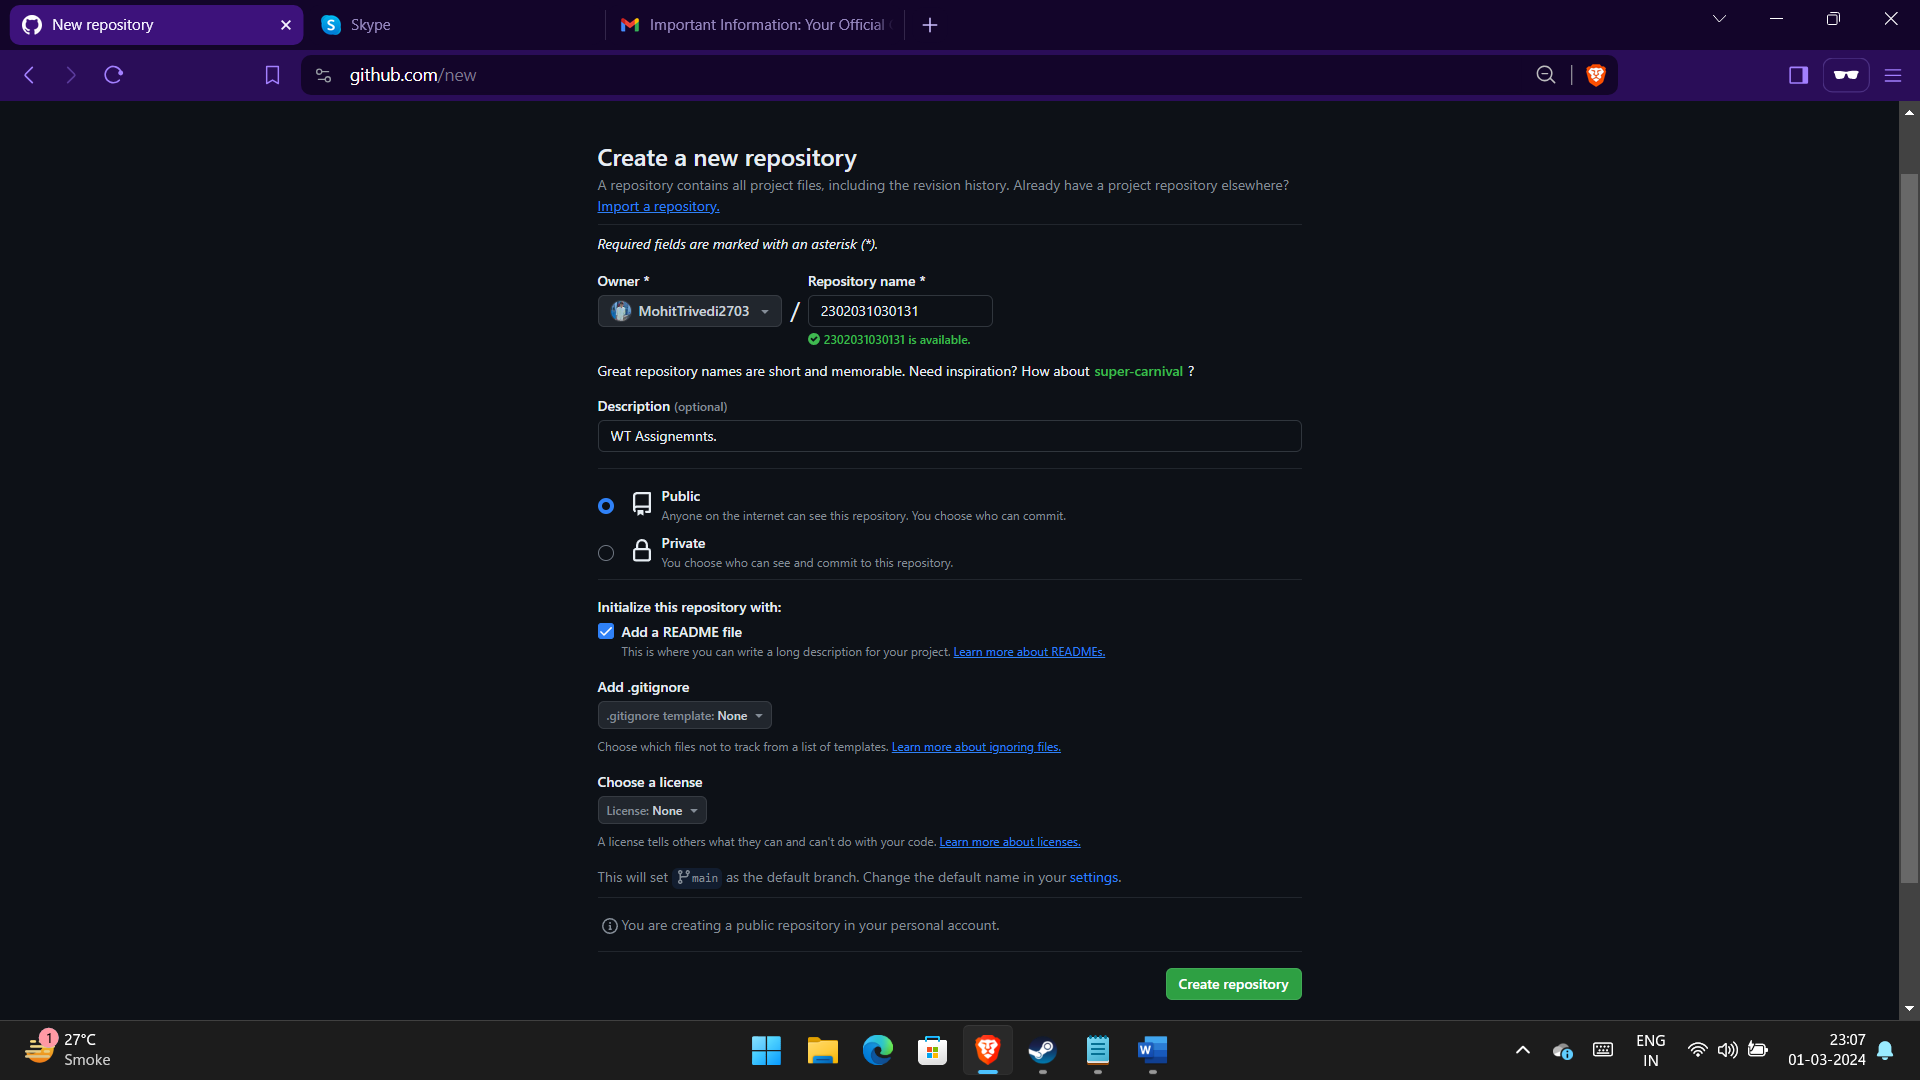 New repository
Skype
Important Information: Your Official
github.com/new
Create a new repository
A repository contains all project files, including the revision history. Already have a project repository elsewhere?
Import a repository.
Required fields are marked with an asterisk (*).
Owner *
Repository name *
MohitTrivedi2703
/
2302031030131
2302031030131 is available.
Great repository names are short and memorable. Need inspiration? How about super-carnival ?
Description (optional)
WT Assignemnts.
Public
Anyone on the internet can see this repository. You choose who can commit.
Private
You choose who can see and commit to this repository.
Initialize this repository with:
Add a README file
This is where you can write a long description for your project. Learn more about READMEs.
Add .gitignore
.gitignore template: None
Choose which files not to track from a list of templates. Learn more about ignoring files.
Choose a license
License: None
A license tells others what they can and can't do with your code. Learn more about licenses.
This will set main as the default branch. Change the default name in your settings.
You are creating a public repository in your personal account.
Create repository
1
27°C
Smoke
ENG
IN
23:07
01-03-2024